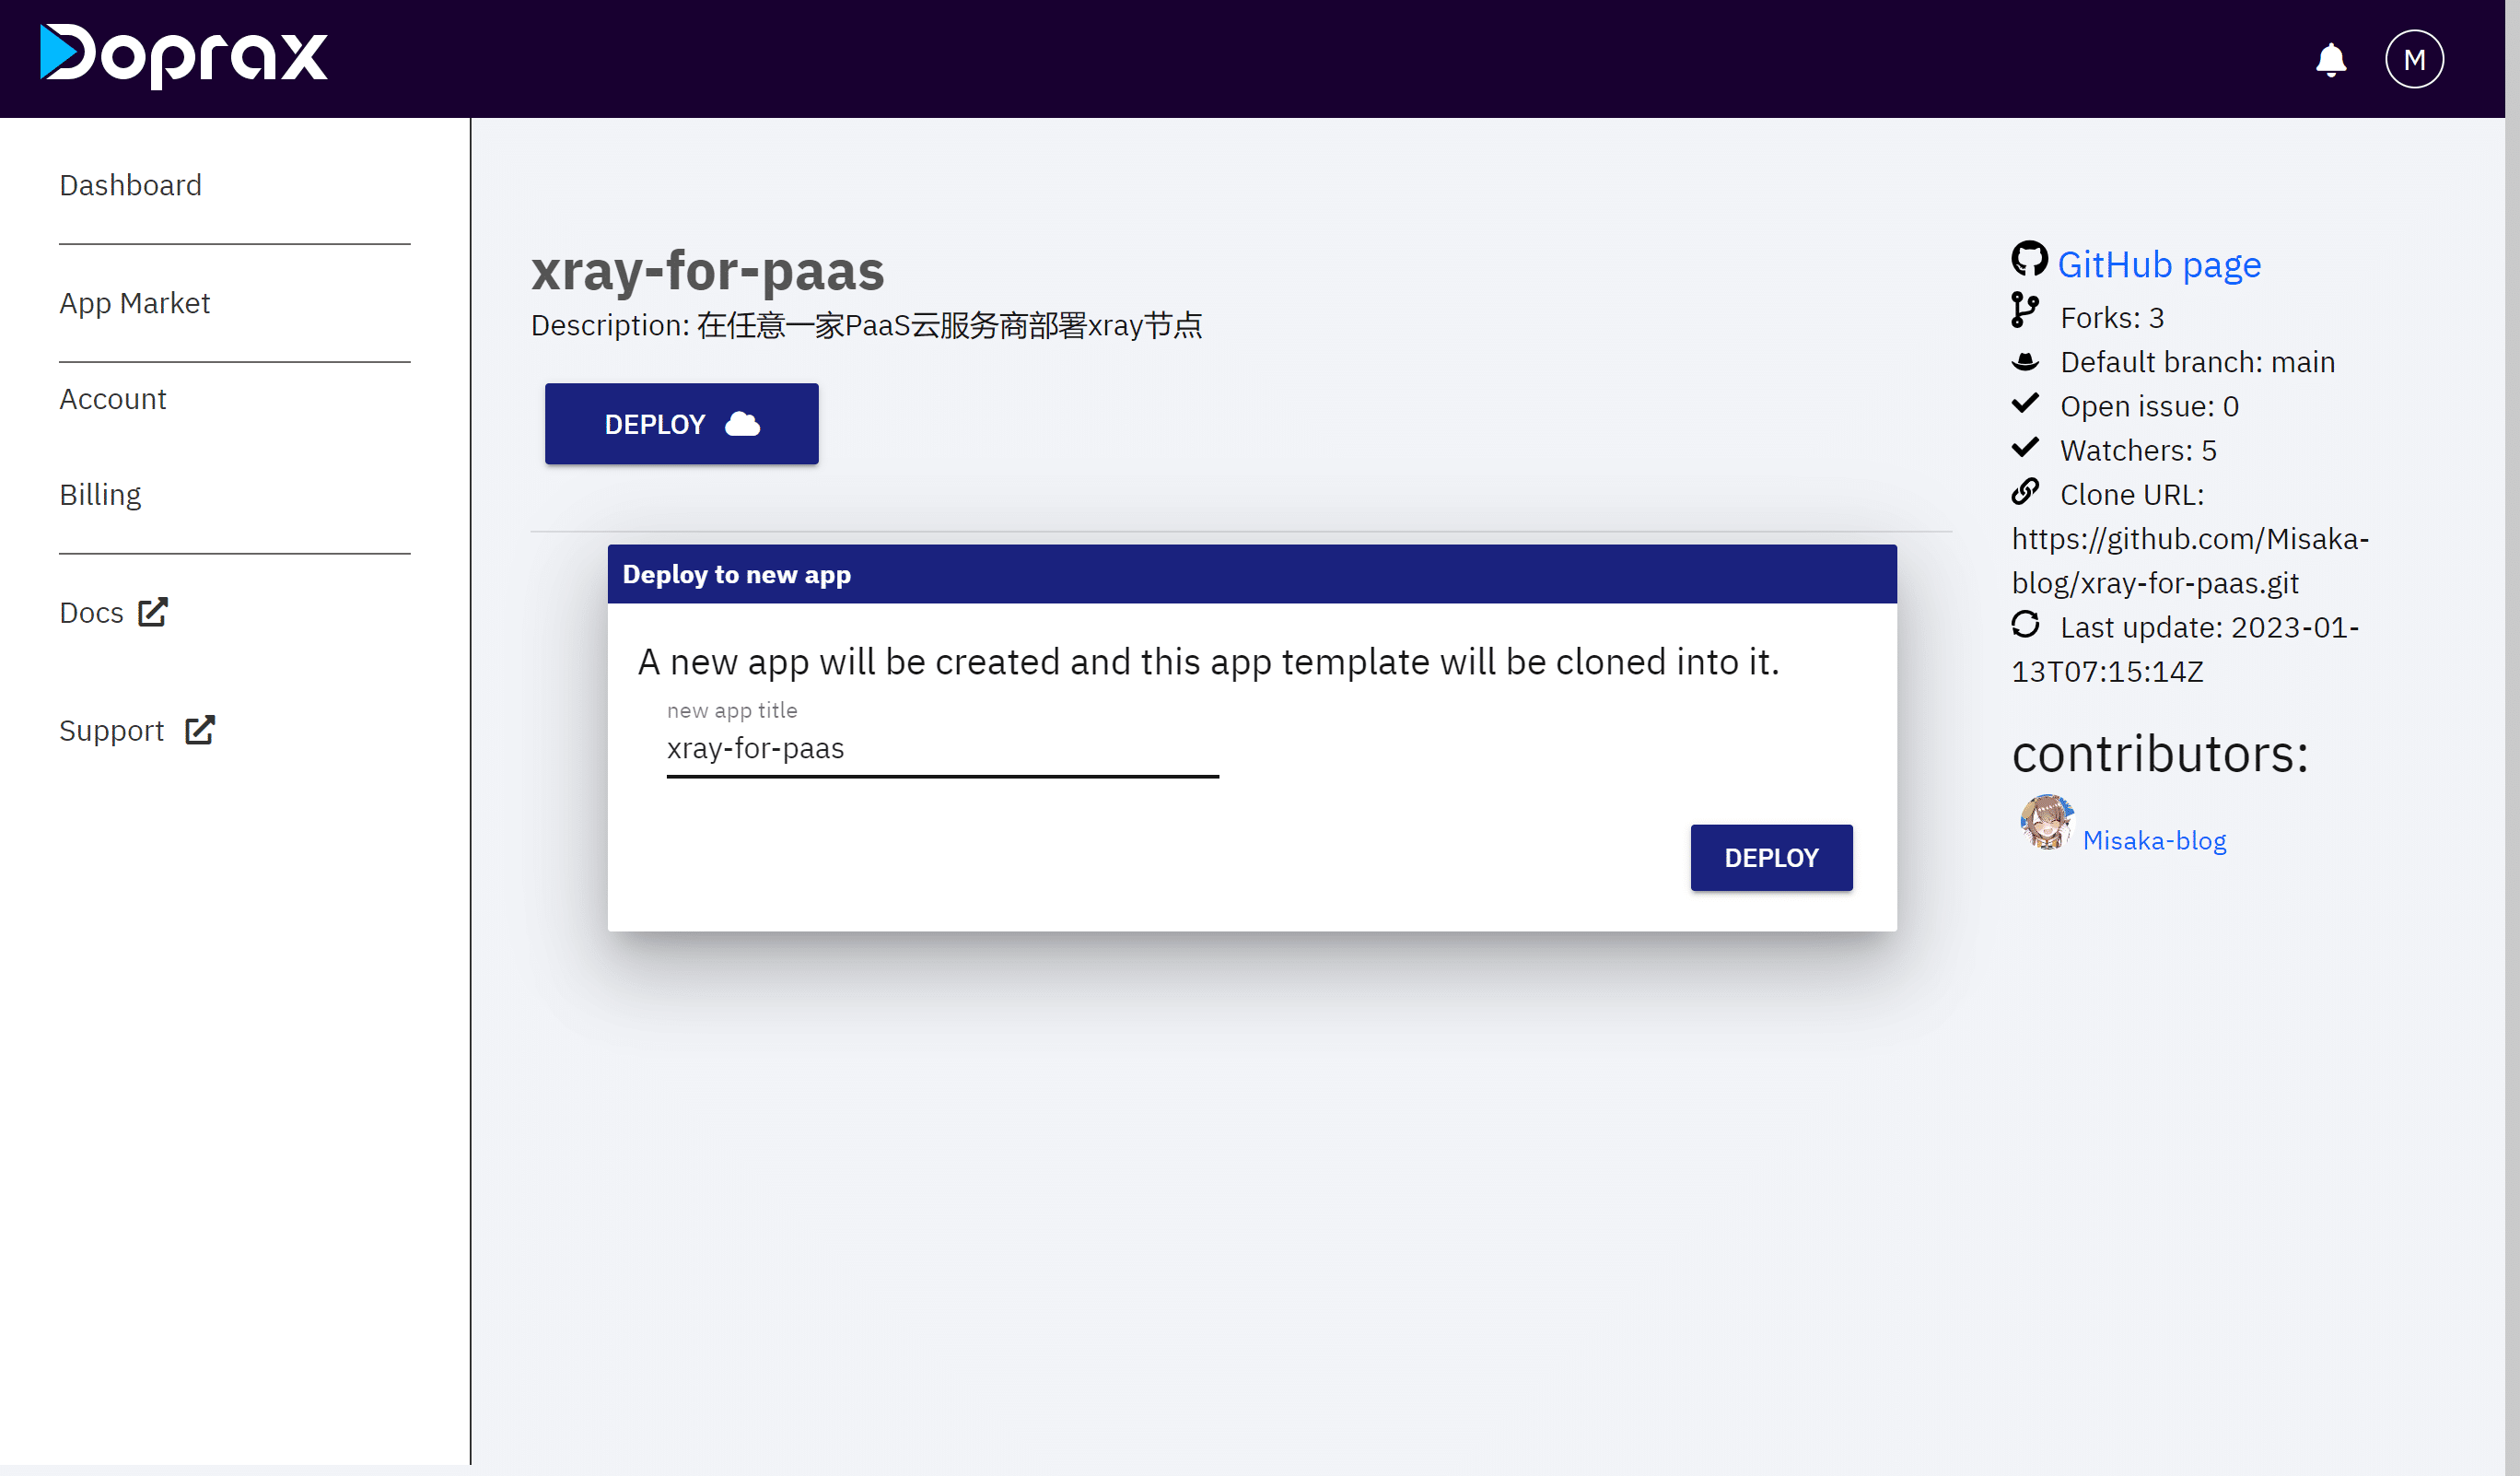 Doprax
M
Dashboard
App Market
Account
Billing
Docs
Support
xray-for-paas
Description: 在任意一家PaaS云服务商部署xray节点
DEPLOY
Deploy to new app
A new app will be created and this app template will be cloned into it.
new app title
xray-for-paas
DEPLOY
GitHub page
Forks: 3
Default branch: main
Open issue: 0
Watchers: 5
Clone URL:
https://github.com/Misaka-
blog/xray-for-paas.git
Last update: 2023-01-
13T07:15:14Z
contributors:
Misaka-blog